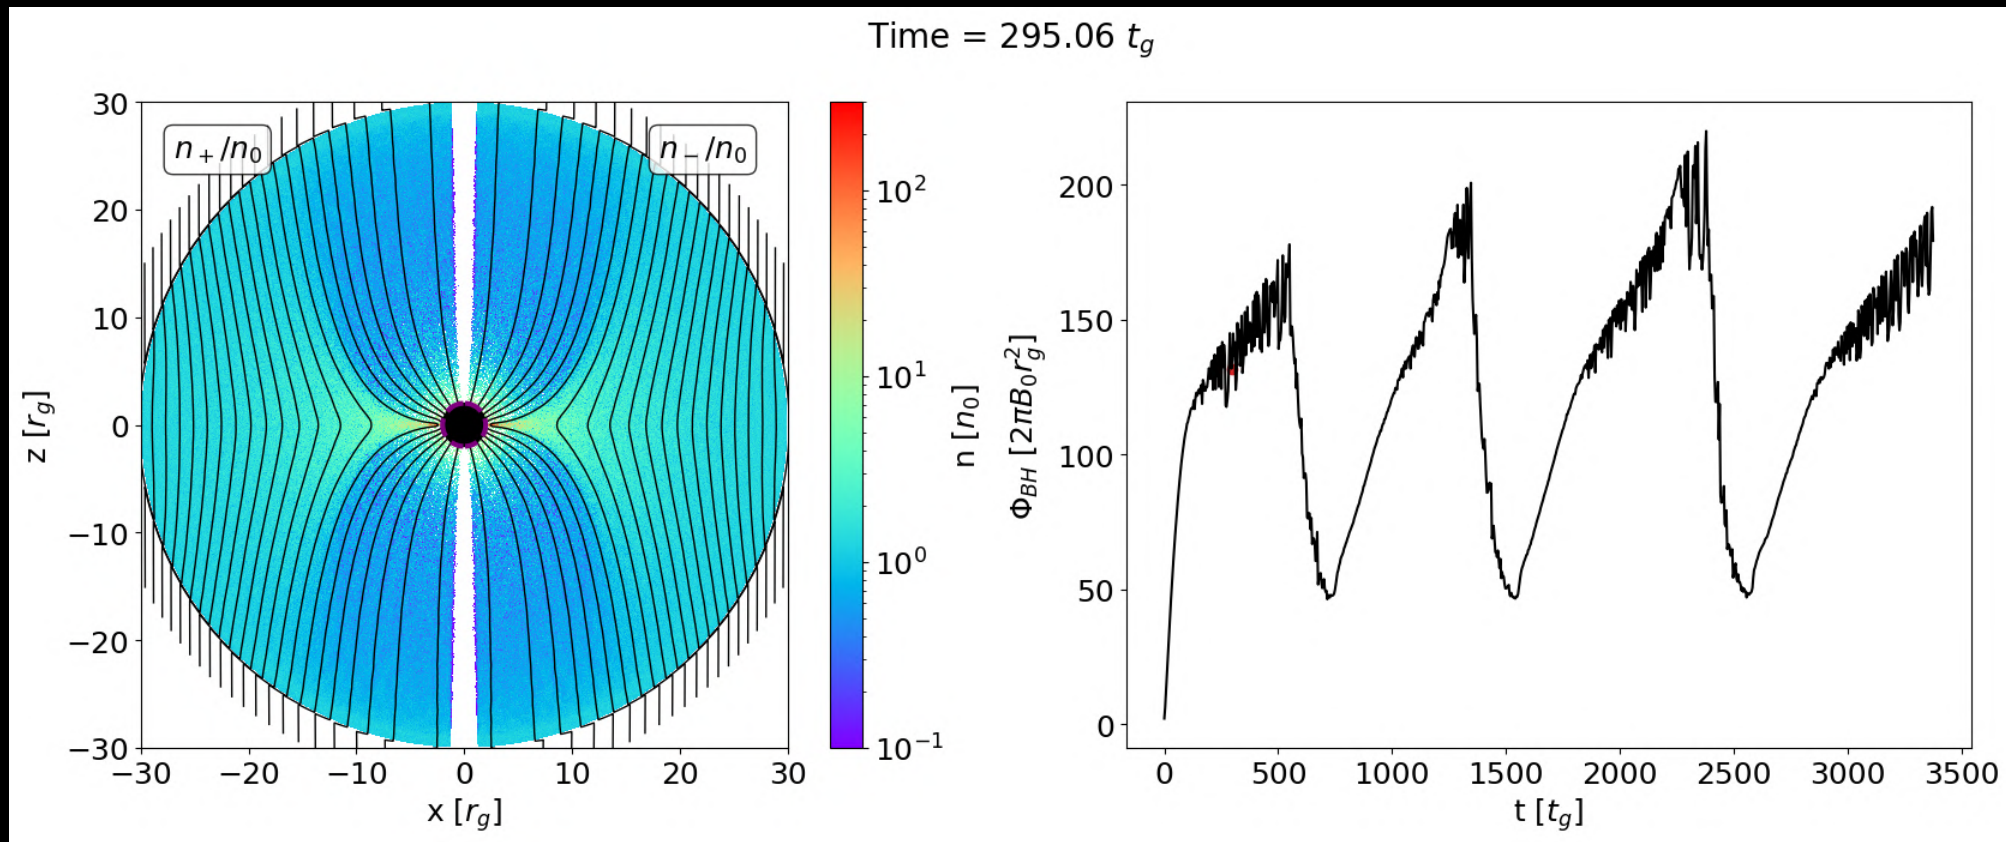 Time = 295.06 t_g
n_+/n_0
n_-/n_0
30
20
10
0
−10
−20
−30
z [r_g]
−30 −20 −10 0 10 20 30
x [r_g]
10^2
10^1
10^0
10^−1
n [n_0]
Φ_BH [2πB_0r_g^2]
200
150
100
50
0
0 500 1000 1500 2000 2500 3000 3500
t [t_g]